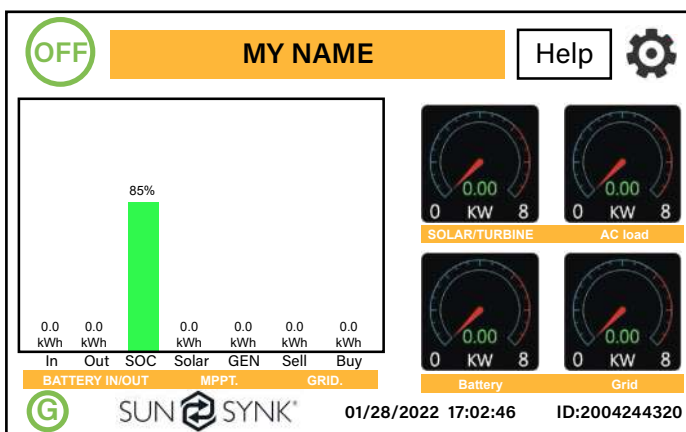 OFF
MY NAME
Help
85%
0.0 0.0 0.0 0.0 0.0 0.0
kWh kWh kWh kWh kWh kWh
In Out SOC Solar GEN Sell Buy
BATTERY IN/OUT MPPT. GRID.
0.00
0 KW 8
SOLAR/TURBINE
0.00
0 KW 8
AC load
0.00
0 KW 8
Battery
0.00
0 KW 8
Grid
G
SUN SYNK
01/28/2022 17:02:46 ID:2004244320